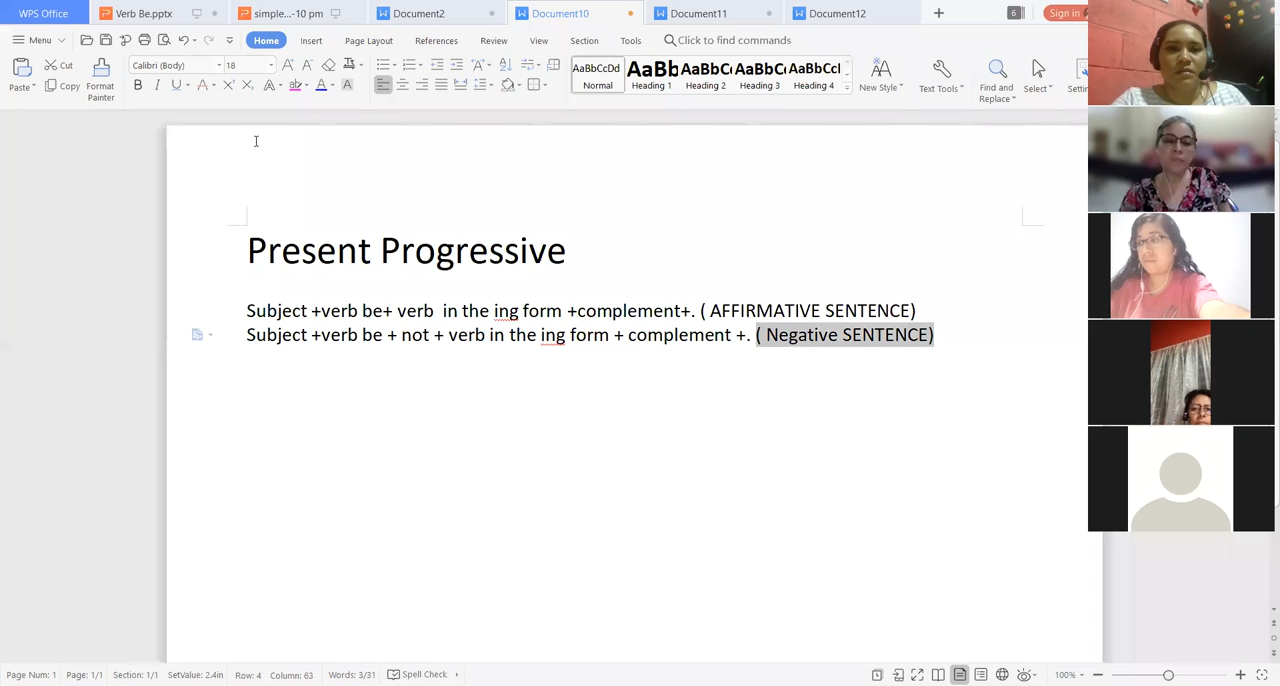 WPS Office
Verb Be.pptx
simple...-10 pm
Document2
Document10
Document11
Document12
6
Sign in
Menu
Home
Insert
Page Layout
References
Review
View
Section
Tools
Click to find commands
Paste
Cut
Copy
Format Painter
Calibri (Body)
18
AaBbCcDd
Normal
AaBb
Heading 1
AaBbC
Heading 2
AaBbC
Heading 3
AaBbCcI
Heading 4
New Style
Text Tools
Find and Replace
Select
Present Progressive
Subject +verb be+ verb  in the ing form +complement+. ( AFFIRMATIVE SENTENCE)
Subject +verb be + not + verb in the ing form + complement +. ( Negative SENTENCE)
Page Num: 1
Page: 1/1
Section: 1/1
SetValue: 2.4in
Row: 4
Column: 63
Words: 3/31
Spell Check
100%